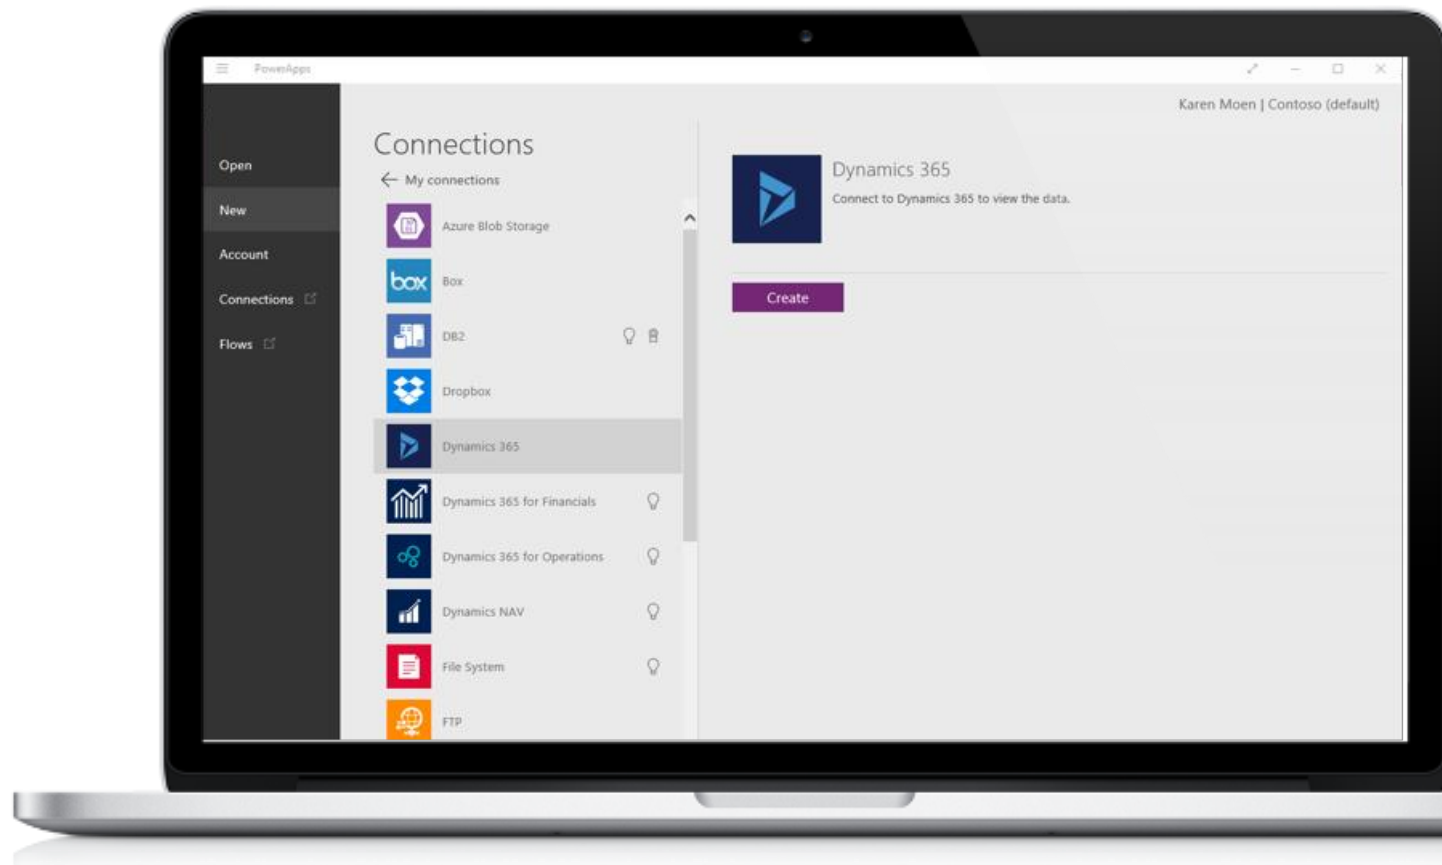 PowerApps
Karen Moen | Contoso (default)
Open
New
Account
Connections
Flows
Connections
My connections
Azure Blob Storage
box
Box
DB2
Dropbox
Dynamics 365
Dynamics 365 for Financials
Dynamics 365 for Operations
Dynamics NAV
File System
FTP
Dynamics 365
Connect to Dynamics 365 to view the data.
Create